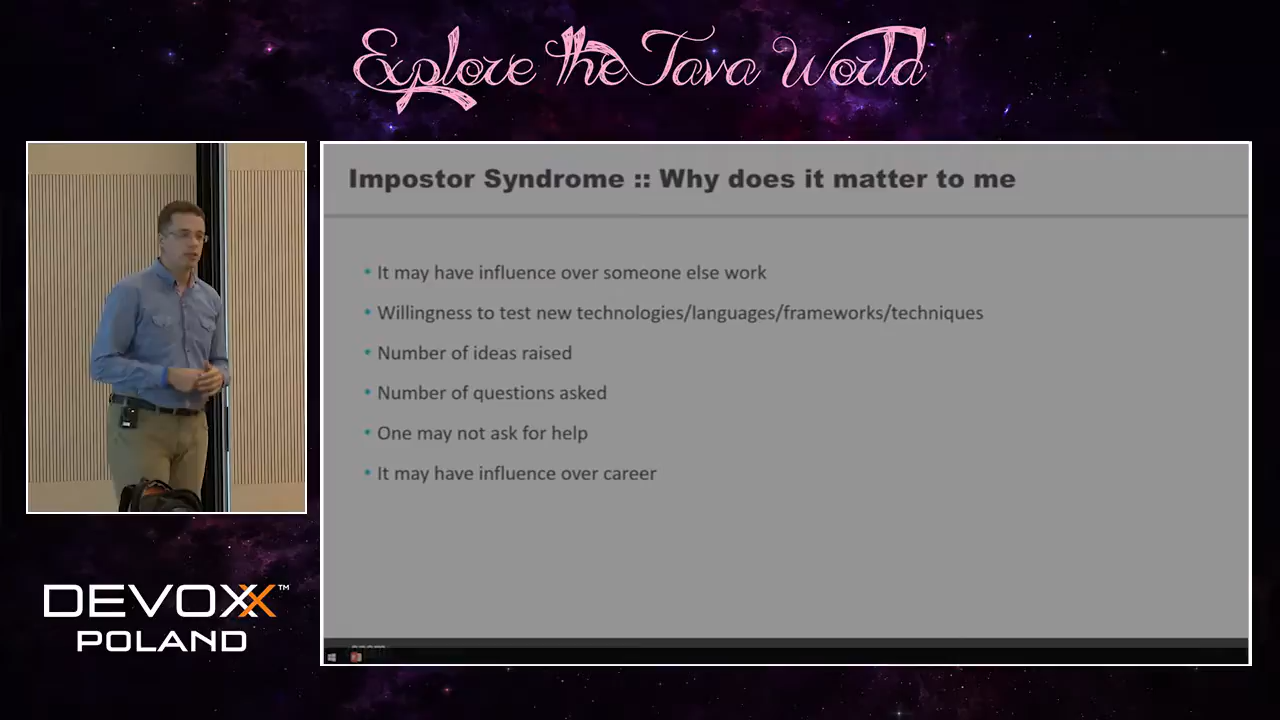 Explore the Java World
Impostor Syndrome :: Why does it matter to me
• It may have influence over someone else work
• Willingness to test new technologies/languages/frameworks/techniques
• Number of ideas raised
• Number of questions asked
• One may not ask for help
• It may have influence over career
DEVOXX™
POLAND